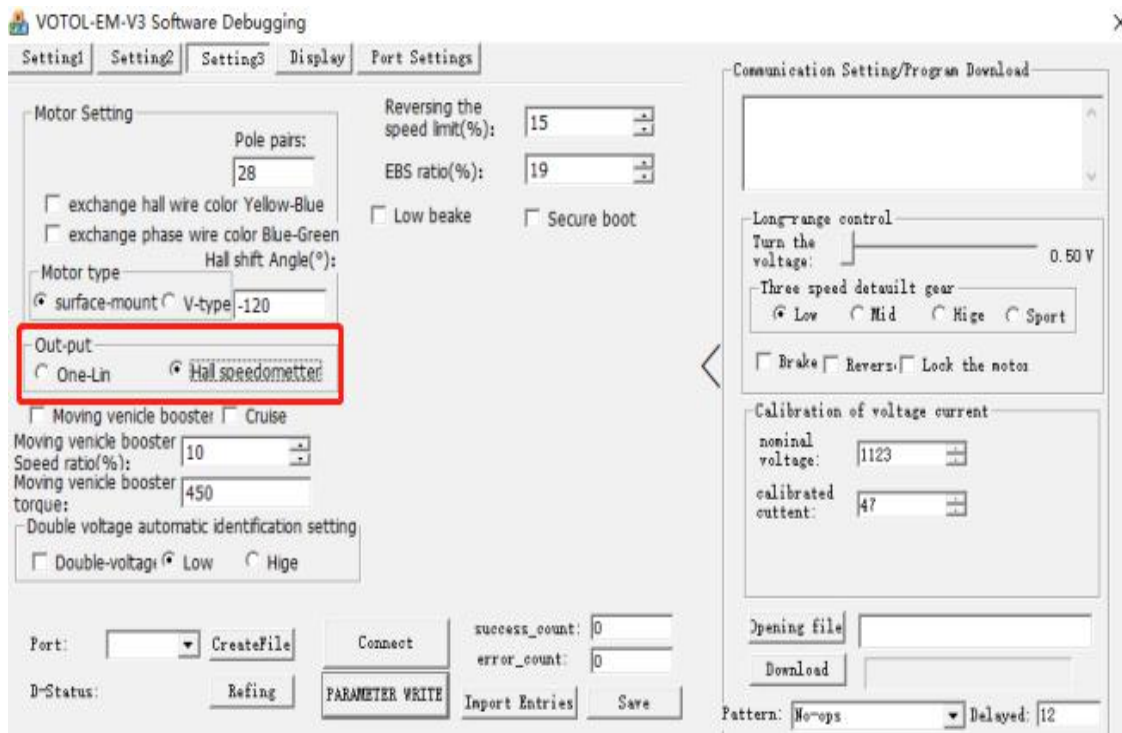 VOTOL-EM-V3 Software Debugging
Setting1 Setting2 Setting3 Display Port Settings
Motor Setting
Pole pairs:
28
exchange hall wire color Yellow-Blue
exchange phase wire color Blue-Green
Hall shift Angle(°):
Motor type
surface-mount V-type -120
Out-put
One-Lin Hall speedometter
Moving venicle booster Cruise
Moving venicle booster
Speed ratio(%): 10
Moving venicle booster
torque: 450
Double voltage automatic identification setting
Double-voltage Low Hige
Reversing the
speed limit(%): 15
EBS ratio(%): 19
Low beake Secure boot
Port: CreateFile Connect
D-Status: Refing PARAMETER WRITE
success_count: 0
error_count: 0
Import Entries Save
Communication Setting/Program Download
Long-range control
Turn the
voltage: 0.50 V
Three speed detauilt gear
Low Mid Hige Sport
Brake Revers Lock the motor
Calibration of voltage current
nominal
voltage: 1123
calibrated
cuttent: 47
Opening file
Download
Pattern: No-ops Delayed: 12